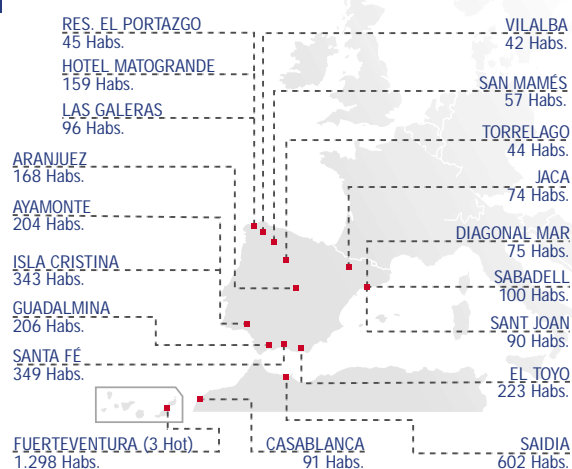 RES. EL PORTAZGO
45 Habs.
HOTEL MATOGRANDE
159 Habs.
LAS GALERAS
96 Habs.
ARANJUEZ
168 Habs.
AYAMONTE
204 Habs.
ISLA CRISTINA
343 Habs.
GUADALMINA
206 Habs.
SANTA FÉ
349 Habs.
FUERTEVENTURA (3 Hot)
1.298 Habs.
CASABLANCA
91 Habs.
VILALBA
42 Habs.
SAN MAMÉS
57 Habs.
TORRELAGO
44 Habs.
JACA
74 Habs.
DIAGONAL MAR
75 Habs.
SABADELL
100 Habs.
SANT JOAN
90 Habs.
EL TOYO
223 Habs.
SAIDIA
602 Habs.